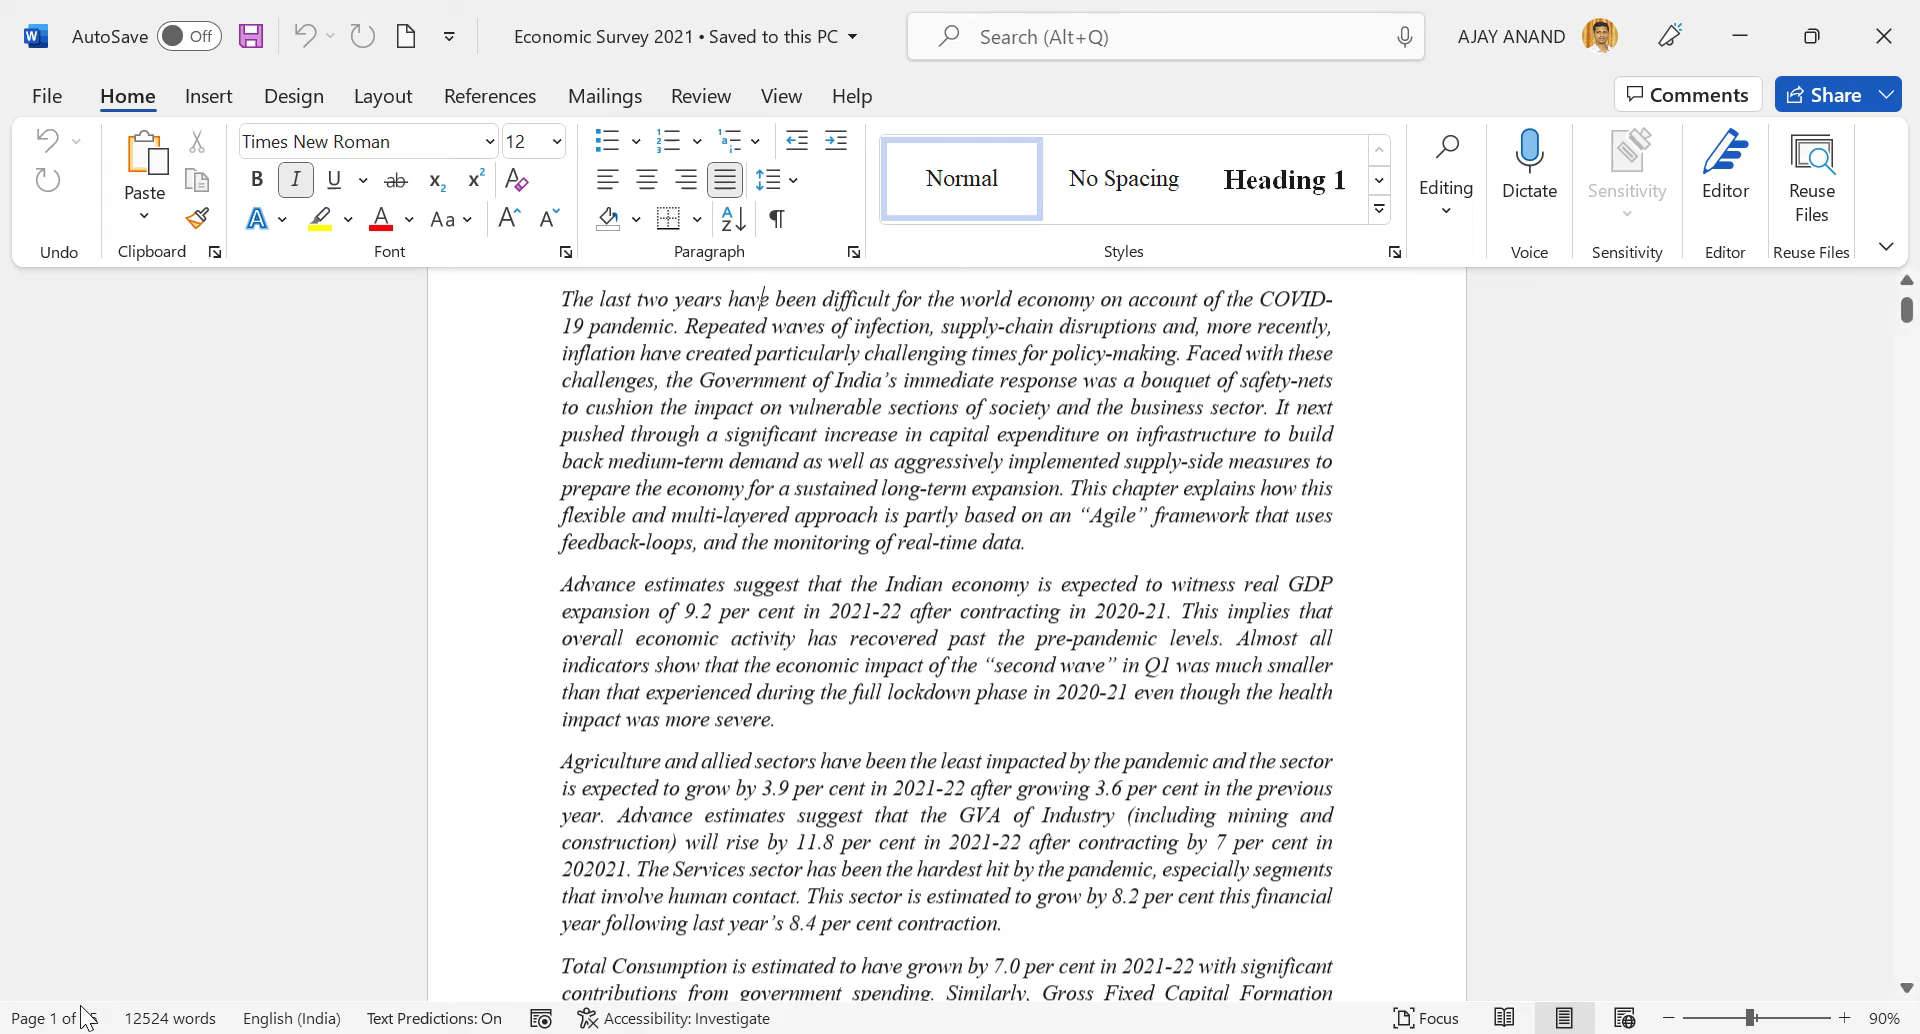 AutoSave Off Economic Survey 2021 • Saved to this PC Search (Alt+Q) AJAY ANAND
File Home Insert Design Layout References Mailings Review View Help Comments Share
Times New Roman 12
Paste
Normal No Spacing Heading 1
Editing Dictate Sensitivity Editor Reuse Files
Undo Clipboard Font Paragraph Styles Voice Sensitivity Editor Reuse Files
The last two years have been difficult for the world economy on account of the COVID-
19 pandemic. Repeated waves of infection, supply-chain disruptions and, more recently,
inflation have created particularly challenging times for policy-making. Faced with these
challenges, the Government of India’s immediate response was a bouquet of safety-nets
to cushion the impact on vulnerable sections of society and the business sector. It next
pushed through a significant increase in capital expenditure on infrastructure to build
back medium-term demand as well as aggressively implemented supply-side measures to
prepare the economy for a sustained long-term expansion. This chapter explains how this
flexible and multi-layered approach is partly based on an “Agile” framework that uses
feedback-loops, and the monitoring of real-time data.
Advance estimates suggest that the Indian economy is expected to witness real GDP
expansion of 9.2 per cent in 2021-22 after contracting in 2020-21. This implies that
overall economic activity has recovered past the pre-pandemic levels. Almost all
indicators show that the economic impact of the “second wave” in Q1 was much smaller
than that experienced during the full lockdown phase in 2020-21 even though the health
impact was more severe.
Agriculture and allied sectors have been the least impacted by the pandemic and the sector
is expected to grow by 3.9 per cent in 2021-22 after growing 3.6 per cent in the previous
year. Advance estimates suggest that the GVA of Industry (including mining and
construction) will rise by 11.8 per cent in 2021-22 after contracting by 7 per cent in
202021. The Services sector has been the hardest hit by the pandemic, especially segments
that involve human contact. This sector is estimated to grow by 8.2 per cent this financial
year following last year’s 8.4 per cent contraction.
Total Consumption is estimated to have grown by 7.0 per cent in 2021-22 with significant
contributions from government spending. Similarly, Gross Fixed Capital Formation
Page 1 of 12524 words English (India) Text Predictions: On Accessibility: Investigate Focus 90%